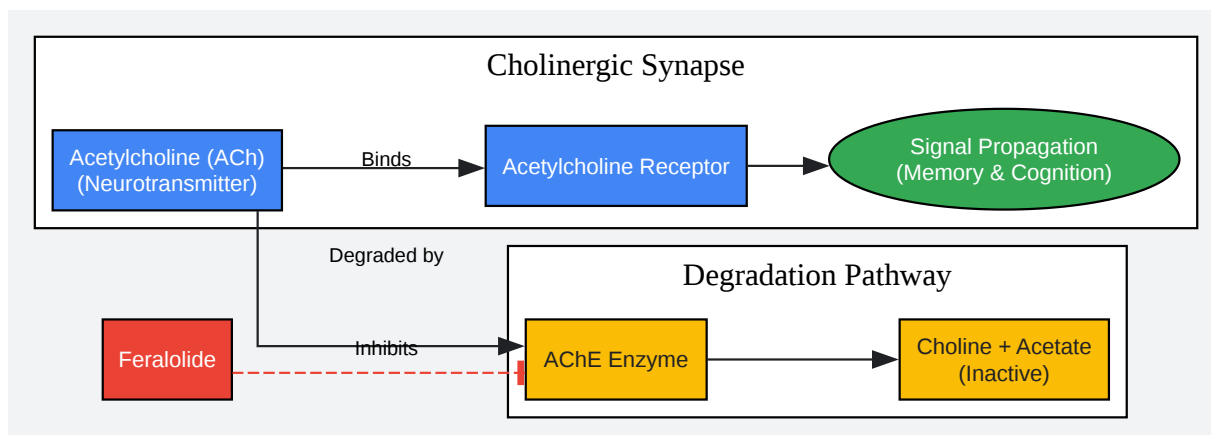 Cholinergic Synapse
Acetylcholine (ACh)
(Neurotransmitter)
Binds
Acetylcholine Receptor
Signal Propagation
(Memory & Cognition)
Degraded by
Degradation Pathway
Feralolide
Inhibits
AChE Enzyme
Choline + Acetate
(Inactive)